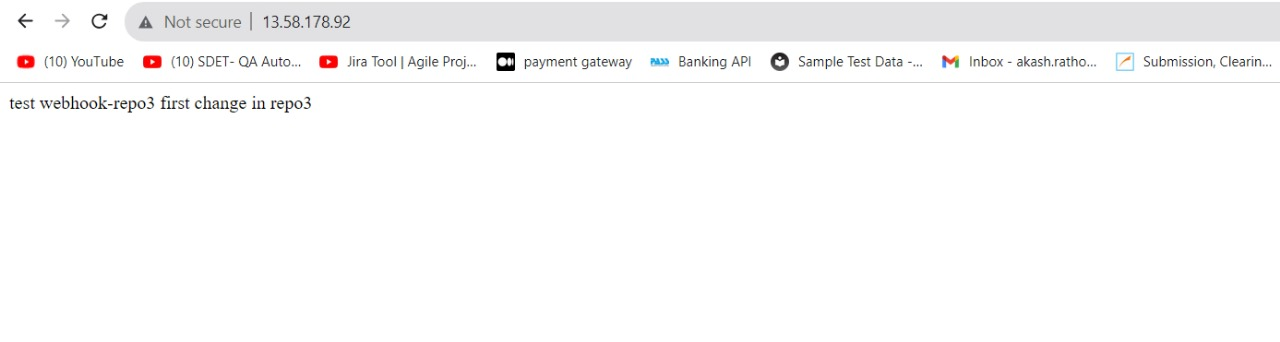 Not secure | 13.58.178.92
(10) YouTube (10) SDET- QA Auto... Jira Tool | Agile Proj... payment gateway PASS Banking API Sample Test Data -... Inbox - akash.ratho... Submission, Clearin...
test webhook-repo3 first change in repo3